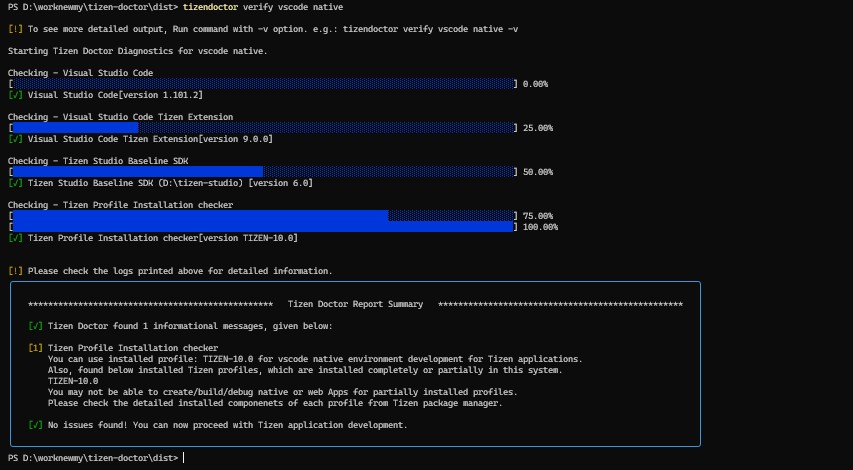 PS D:\worknewmy\tizen-doctor\dist> tizendoctor verify vscode native
[!] To see more detailed output, Run command with -v option. e.g.: tizendoctor verify vscode native -v
Starting Tizen Doctor Diagnostics for vscode native.
Checking - Visual Studio Code
[ ] 0.00%
[√] Visual Studio Code[version 1.101.2]
Checking - Visual Studio Code Tizen Extension
[ ] 25.00%
[√] Visual Studio Code Tizen Extension[version 9.0.0]
Checking - Tizen Studio Baseline SDK
[ ] 50.00%
[√] Tizen Studio Baseline SDK (D:\tizen-studio) [version 6.0]
Checking - Tizen Profile Installation checker
[ ] 75.00%
[ ] 100.00%
[√] Tizen Profile Installation checker[version TIZEN-10.0]
[!] Please check the logs printed above for detailed information.
************************************************* Tizen Doctor Report Summary *************************************************
[√] Tizen Doctor found 1 informational messages, given below:
[1] Tizen Profile Installation checker
You can use installed profile: TIZEN-10.0 for vscode native environment development for Tizen applications.
Also, found below installed Tizen profiles, which are installed completely or partially in this system.
TIZEN-10.0
You may not be able to create/build/debug native or web Apps for partially installed profiles.
Please check the detailed installed componenets of each profile from Tizen package manager.
[√] No issues found! You can now proceed with Tizen application development.
PS D:\worknewmy\tizen-doctor\dist>